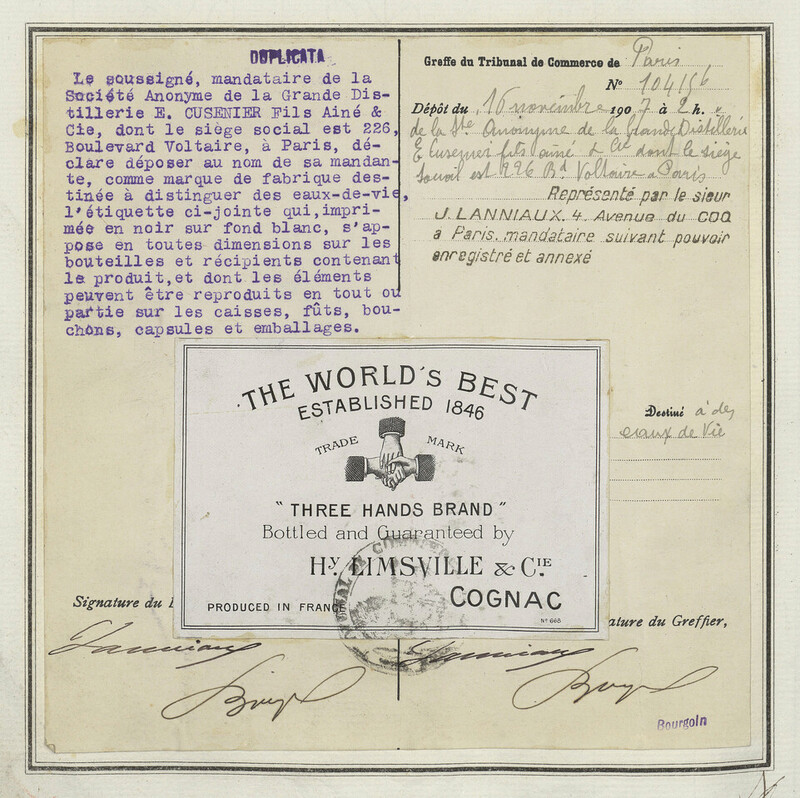 DUPLICATA
Le soussigné, mandataire de la
Société Anonyme de la Grande Dis-
tillerie E. CUSENIER Fils Ainé &
Cie, dont le siège social est 226,
Boulevard Voltaire, à Paris, dé-
clare déposer au nom de sa mandan-
te, comme marque de fabrique des-
tinée à distinguer des eaux-de-vie,
l'étiquette ci-jointe qui,impri-
mée en noir sur fond blanc, s'ap-
pose en toutes dimensions sur les
bouteilles et récipients contenant
le produit,et dont les éléments
peuvent être reproduits en tout ou
partie sur les caisses, fûts, bou-
chons, capsules et emballages.
Greffe du Tribunal de Commerce de Paris
N° 104156
Dépôt du 16 novembre 1907 à 2 h. "
de la Sté Anonyme de la Grande Distillerie
E Cusenier fils ainé & Cie dont le siège
social est 226 Bd Voltaire a Paris
Représenté par le sieur
J. LANNIAUX. 4. Avenue du COQ
a Paris. mandataire suivant pouvoir
enregistré et annexé
Destiné à des
eaux de Vie
THE WORLD'S BEST
ESTABLISHED 1846
TRADE MARK
"THREE HANDS BRAND"
Bottled and Guaranteed by
HY LIMSVILLE & CIE
COGNAC
PRODUCED IN FRANCE
N° 668
Signature du
ature du Greffier,
Lanniaux
Lanniaux
Bourgoin